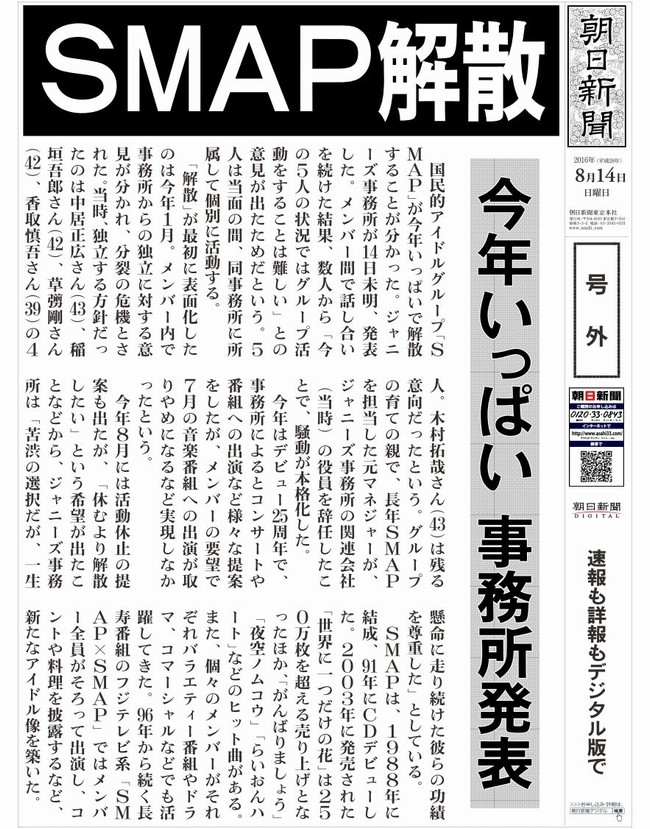 SMAP解散
朝日新聞
2016年(平成28年)
8月14日
日曜日
朝日新聞東京本社
www.asahi.com
号外
朝日新聞
0120-33-0843
インターネットで
http://www.asahi33.com/
朝日新聞
DIGITAL
速報も詳報もデジタル版で
今年いっぱい 事務所発表
国民的アイドルグループ「S
MAP」が今年いっぱいで解散
することが分かった。ジャニ
ーズ事務所が14日未明、発表
した。メンバー間で話し合い
を続けた結果、数人から「今
の5人の状況ではグループ活
動をすることは難しい」との
意見が出たためだという。5
人は当面の間、同事務所に所
属して個別に活動する。
「解散」が最初に表面化した
のは今年1月。メンバー内で
事務所からの独立に対する意
見が分かれ、分裂の危機とさ
れた。当時、独立する方針だっ
たのは中居正広さん(43)、稲
垣吾郎さん(42)、草彅剛さん
(42)、香取慎吾さん(39)の4
人。木村拓哉さん(43)は残る
意向だったという。グループ
の育ての親で、長年SMAP
を担当した元マネジャーが、
ジャニーズ事務所の関連会社
(当時)の役員を辞任したこ
とで、騒動が本格化した。
今年はデビュー25周年で、
事務所によるとコンサートや
番組への出演など様々な提案
をしたが、メンバーの要望で
7月の音楽番組への出演が取
りやめになるなど実現しなか
ったという。
今年8月には活動休止の提
案も出たが、「休むより解散
したい」という希望が出たこ
となどから、ジャニーズ事務
所は「苦渋の選択だが、一生
懸命に走り続けた彼らの功績
を尊重した」としている。
SMAPは、1988年に
結成、91年にCDデビューし
た。2003年に発売された
「世界に一つだけの花」は25
0万枚を超える売り上げとな
ったほか、「がんばりましょう」
「夜空ノムコウ」「らいおんハ
ート」などのヒット曲がある。
また、個々のメンバーがそれ
ぞれバラエティー番組やドラ
マ、コマーシャルなどでも活
躍してきた。96年から続く長
寿番組のフジテレビ系「SM
AP×SMAP」ではメンバ
ー全員がそろって出演し、コ
ントや料理を披露するなど、
新たなアイドル像を築いた。